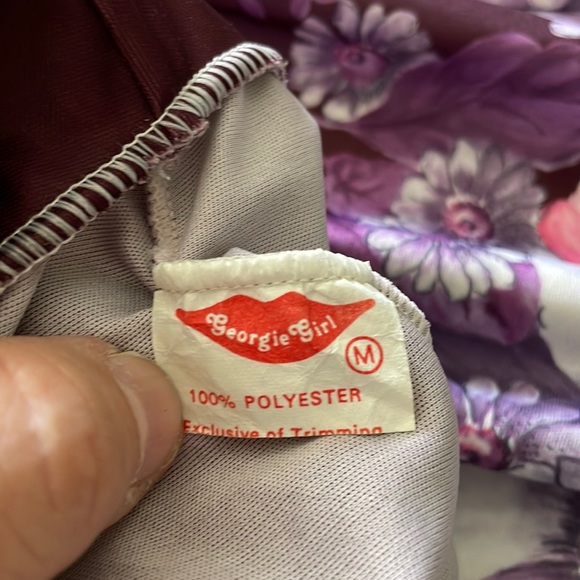 Georgie Girl
M
100% POLYESTER
Exclusive of Trimming